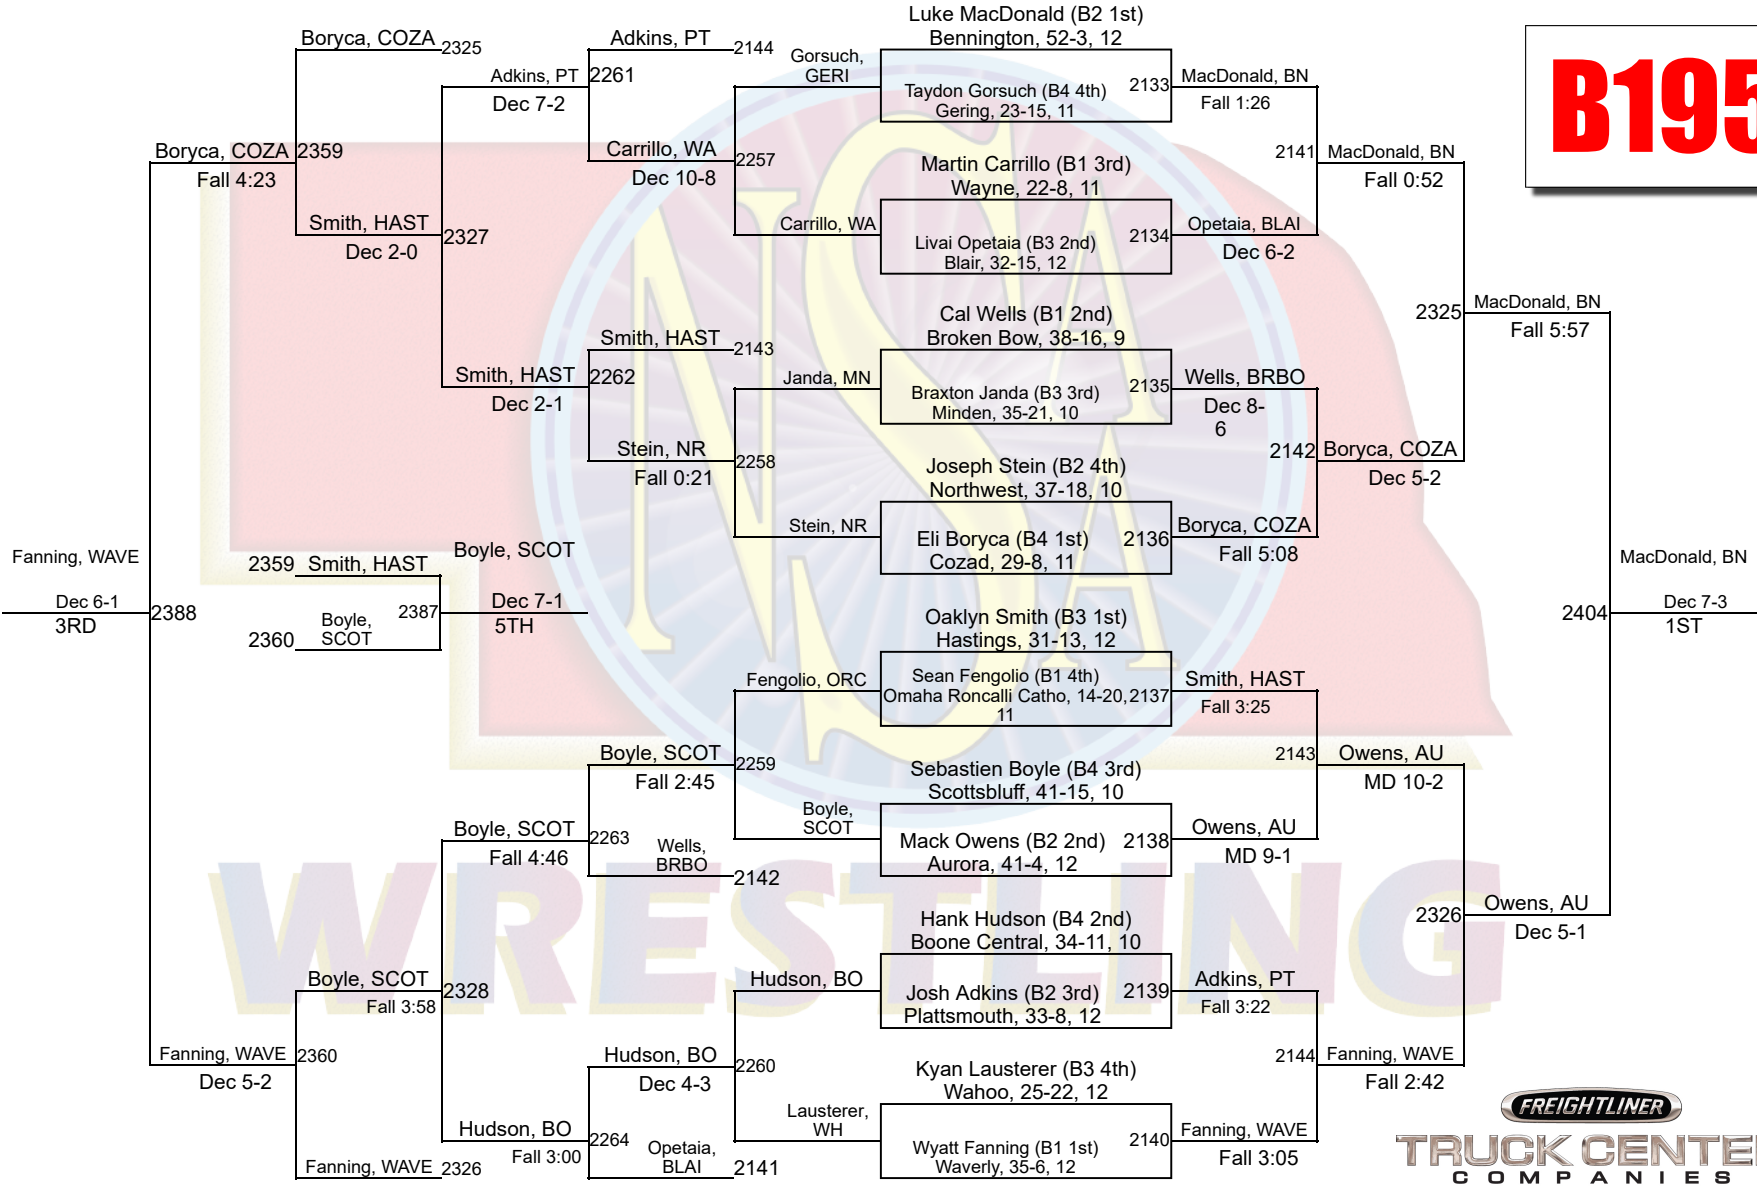 B195
Boryca, COZA
2325
Adkins, PT
2144
Adkins, PT
2261
Dec 7-2
Gorsuch,
GERI
Carrillo, WA
2257
Dec 10-8
Boryca, COZA
2359
Fall 4:23
Smith, HAST
2327
Dec 2-0
Carrillo, WA
Smith, HAST
2143
Smith, HAST
2262
Dec 2-1
Janda, MN
Stein, NR
2258
Fall 0:21
Stein, NR
Fanning, WAVE
Dec 6-1
2388
3RD
2359
Smith, HAST
Boyle, SCOT
2387
Dec 7-1
5TH
2360
Boyle,
SCOT
Fengolio, ORC
Boyle, SCOT
2259
Fall 2:45
Boyle,
SCOT
Boyle, SCOT
2263
Fall 4:46
Wells,
BRBO
2142
Boyle, SCOT
2328
Fall 3:58
Hudson, BO
Fanning, WAVE
2360
Dec 5-2
Hudson, BO
2260
Dec 4-3
Lausterer,
WH
Hudson, BO
2264
Fall 3:00
Opetaia,
BLAI
2141
Fanning, WAVE
2326
Luke MacDonald (B2 1st)
Bennington, 52-3, 12
Taydon Gorsuch (B4 4th)
Gering, 23-15, 11
2133
MacDonald, BN
Fall 1:26
Martin Carrillo (B1 3rd)
Wayne, 22-8, 11
Livai Opetaia (B3 2nd)
Blair, 32-15, 12
2134
Opetaia, BLAI
Dec 6-2
2141
MacDonald, BN
Fall 0:52
Cal Wells (B1 2nd)
Broken Bow, 38-16, 9
Braxton Janda (B3 3rd)
Minden, 35-21, 10
2135
Wells, BRBO
Dec 8-
6
Joseph Stein (B2 4th)
Northwest, 37-18, 10
Eli Boryca (B4 1st)
Cozad, 29-8, 11
2136
Boryca, COZA
Fall 5:08
2142
Boryca, COZA
Dec 5-2
2325
MacDonald, BN
Fall 5:57
Oaklyn Smith (B3 1st)
Hastings, 31-13, 12
Sean Fengolio (B1 4th)
Omaha Roncalli Catho, 14-20,
11
2137
Smith, HAST
Fall 3:25
Sebastien Boyle (B4 3rd)
Scottsbluff, 41-15, 10
Mack Owens (B2 2nd)
Aurora, 41-4, 12
2138
Owens, AU
MD 9-1
2143
Owens, AU
MD 10-2
Hank Hudson (B4 2nd)
Boone Central, 34-11, 10
Josh Adkins (B2 3rd)
Plattsmouth, 33-8, 12
2139
Adkins, PT
Fall 3:22
Kyan Lausterer (B3 4th)
Wahoo, 25-22, 12
Wyatt Fanning (B1 1st)
Waverly, 35-6, 12
2140
Fanning, WAVE
Fall 3:05
2144
Fanning, WAVE
Fall 2:42
2326
Owens, AU
Dec 5-1
MacDonald, BN
2404
Dec 7-3
1ST
NSAA
WRESTLING
FREIGHTLINER
TRUCK CENTE
COMPANIES